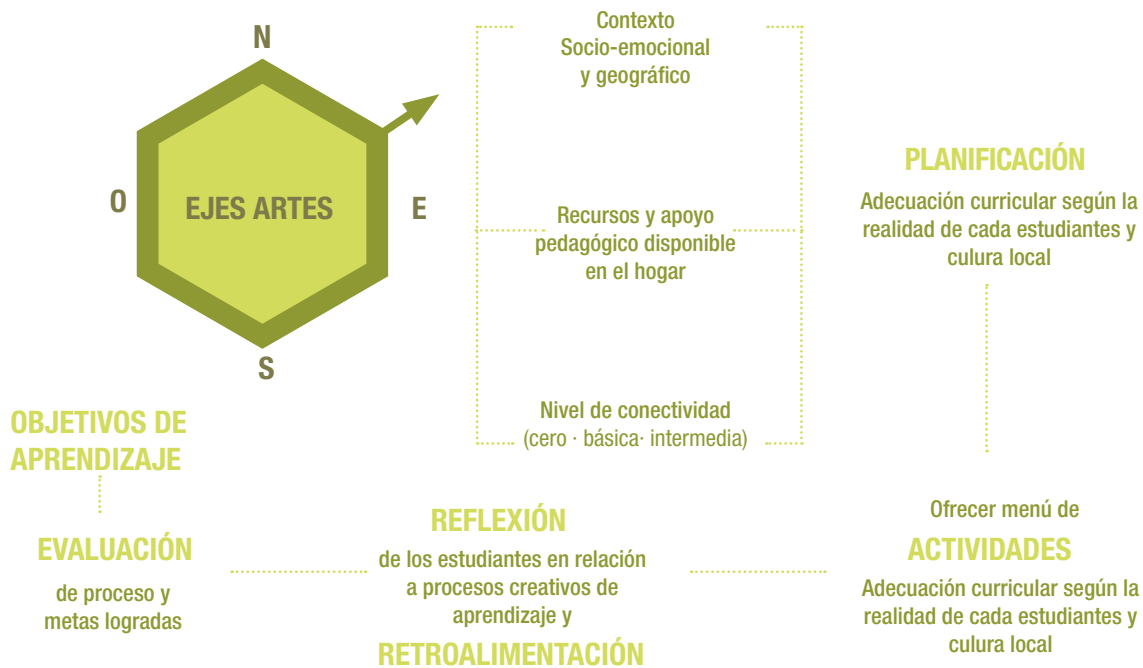 N
O
EJES ARTES
E
S
Contexto
Socio-emocional
y geográfico
Recursos y apoyo
pedagógico disponible
en el hogar
Nivel de conectividad
(cero · básica· intermedia)
PLANIFICACIÓN
Adecuación curricular según la
realidad de cada estudiantes y
culura local
Ofrecer menú de
ACTIVIDADES
Adecuación curricular según la
realidad de cada estudiantes y
culura local
REFLEXIÓN
de los estudiantes en relación
a procesos creativos de
aprendizaje y
RETROALIMENTACIÓN
EVALUACIÓN
de proceso y
metas logradas
OBJETIVOS DE
APRENDIZAJE